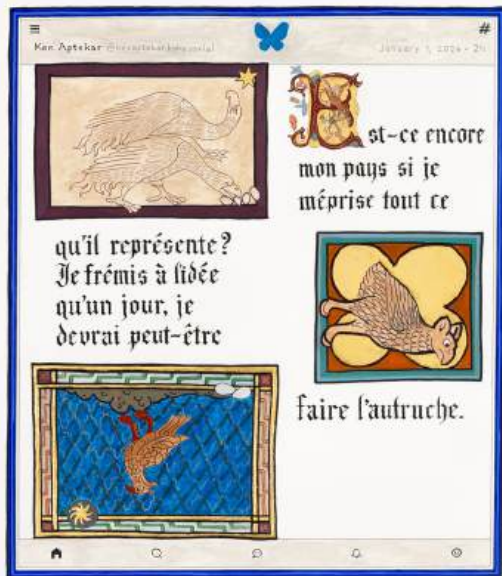 Ken Aptekar
#
Est-ce encore
mon pays si je
méprise tout ce
qu'il représente?
Je frémis à l'idée
qu'un jour, je
devrai peut-être
faire l'autruche.